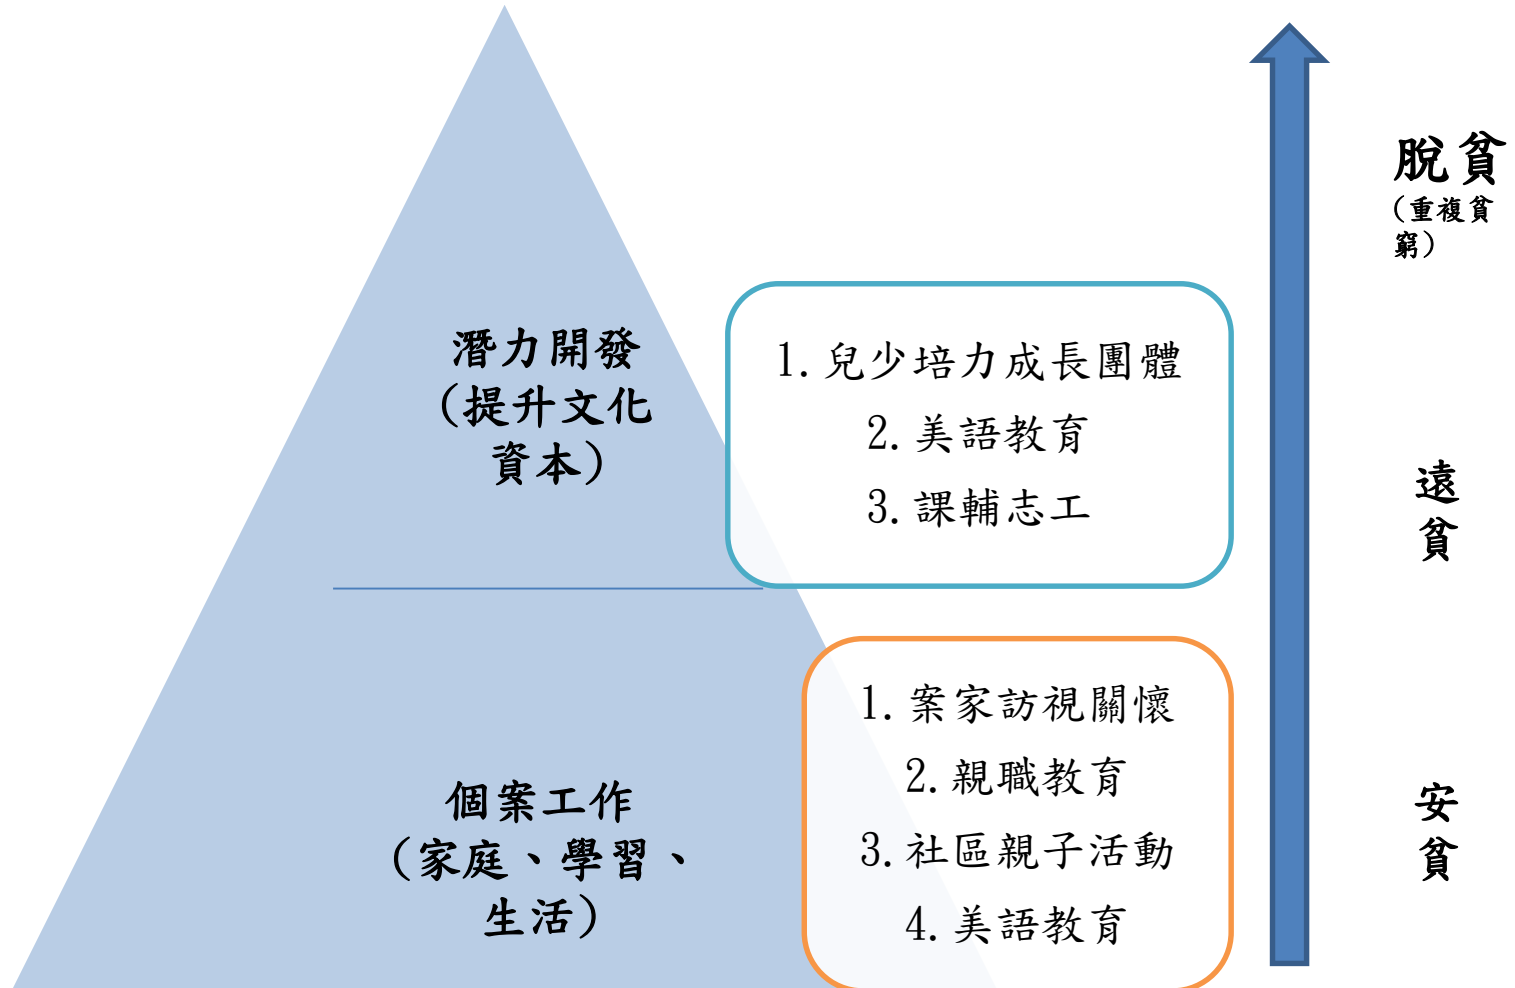 脫貧
(重複貧
窮)
潛力開發
(提升文化
資本)
1.兒少培力成長團體
2.美語教育
3.課輔志工
遠
貧
個案工作
(家庭、學習、
生活)
1.案家訪視關懷
2.親職教育
3.社區親子活動
4.美語教育
安
貧